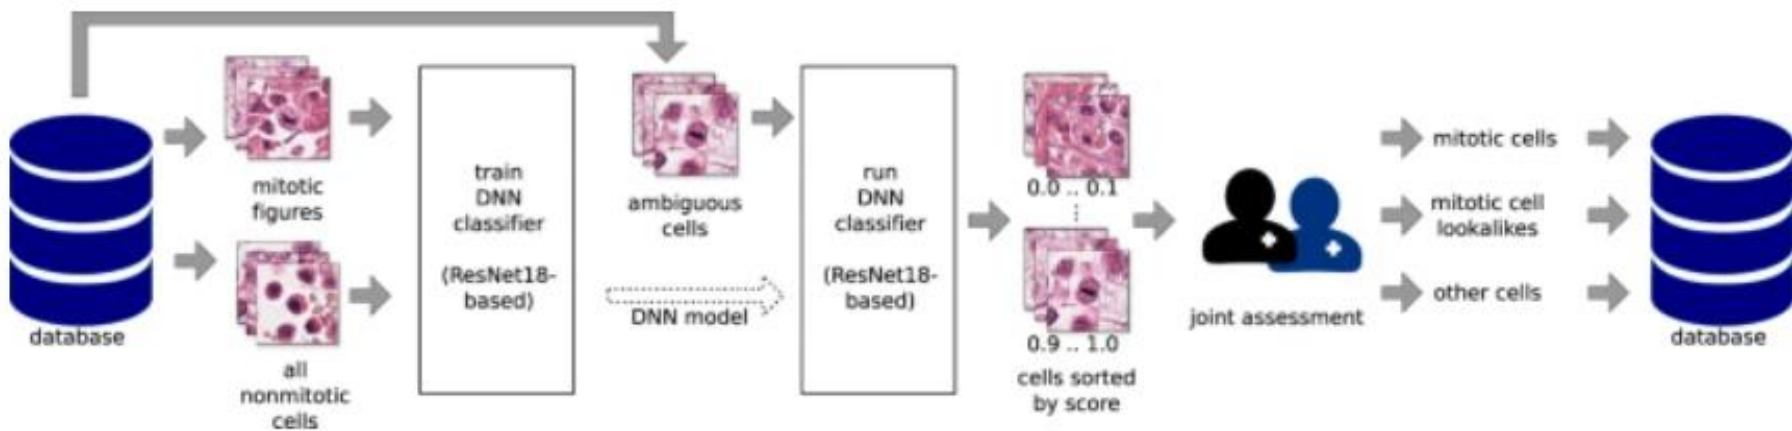 database
mitotic
figures
all
nonmitotic
cells
train
DNN
classifier
(ResNet18-
based)
DNN model
ambiguous
cells
run
DNN
classifier
(ResNet18-
based)
0.0 .. 0.1
0.9 .. 1.0
cells sorted
by score
joint assessment
mitotic cells
mitotic cell
lookalikes
other cells
database